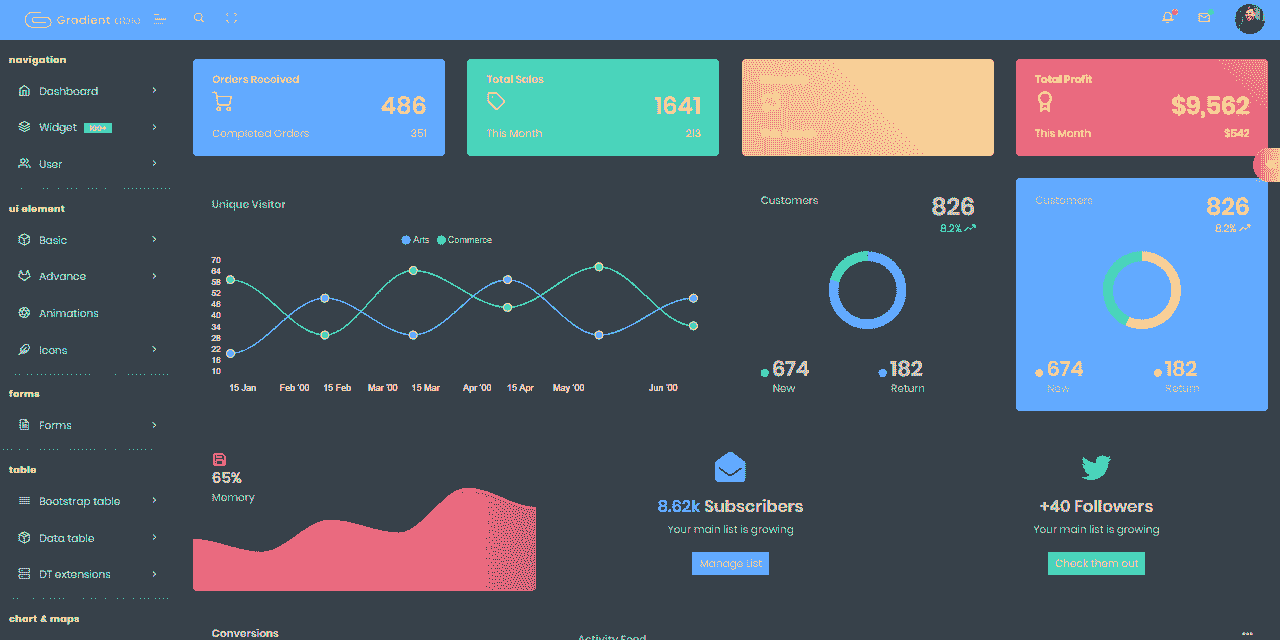 Gradient able
navigation
Dashboard
Widget 100+
User
ui element
Basic
Advance
Animations
Icons
forms
Forms
table
Bootstrap table
Data table
DT extensions
chart & maps
Orders Received
486
Completed Orders 351
Total Sales
1641
This Month 213
Total Profit
$9,562
This Month $542
Unique Visitor
Arts Commerce
70
64
58
52
48
40
34
28
22
16
10
15 Jan Feb '00 15 Feb Mar '00 15 Mar Apr '00 15 Apr May '00 Jun '00
Customers
826
8.2%
674 182
New Return
Customers
826
8.2%
674 182
New Return
65%
Memory
8.62k Subscribers
Your main list is growing
Manage List
+40 Followers
Your main list is growing
Check them out
Conversions
Activity Feed